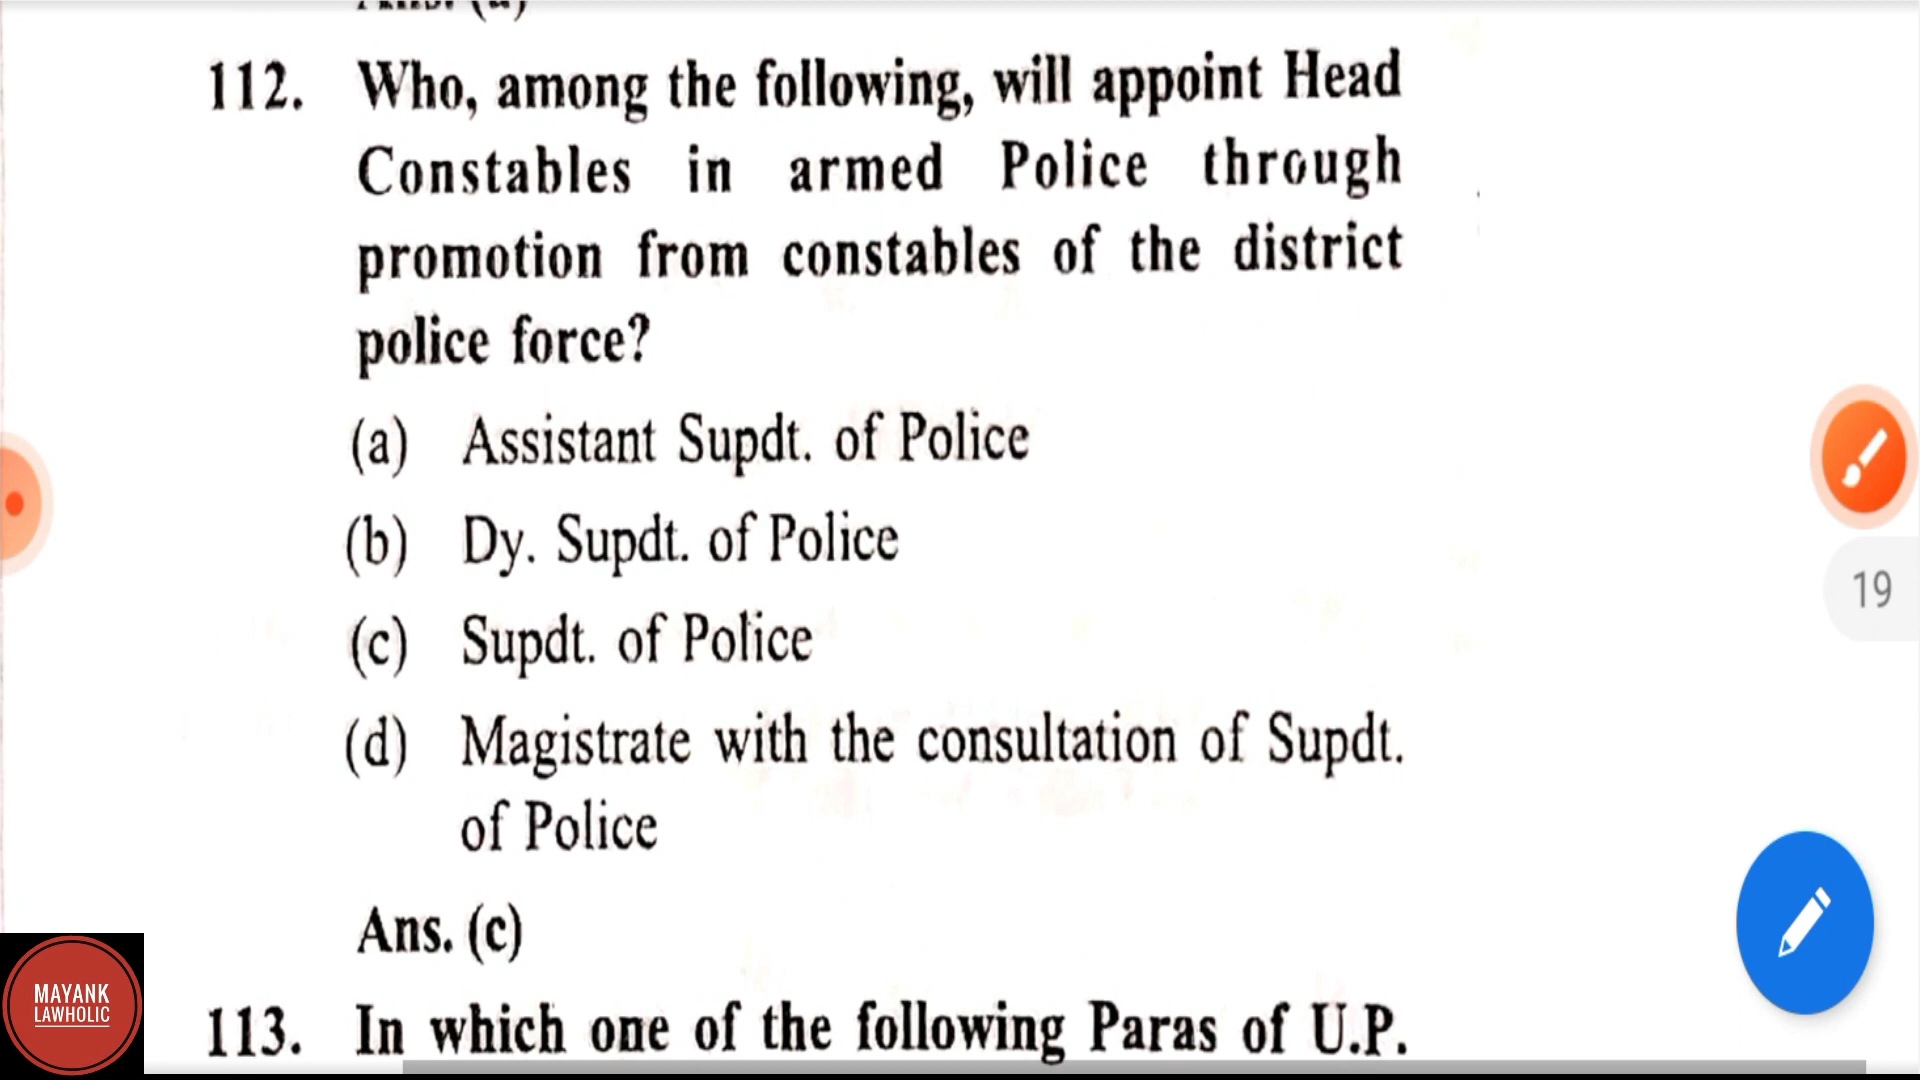 112. Who, among the following, will appoint Head
Constables in armed Police through
promotion from constables of the district
police force?
(a) Assistant Supdt. of Police
(b) Dy. Supdt. of Police
(c) Supdt. of Police
19
(d) Magistrate with the consultation of Supdt.
of Police
Ans. (c)
MAYANK
LAWHOLIC
113. In which one of the following Paras of U.P.